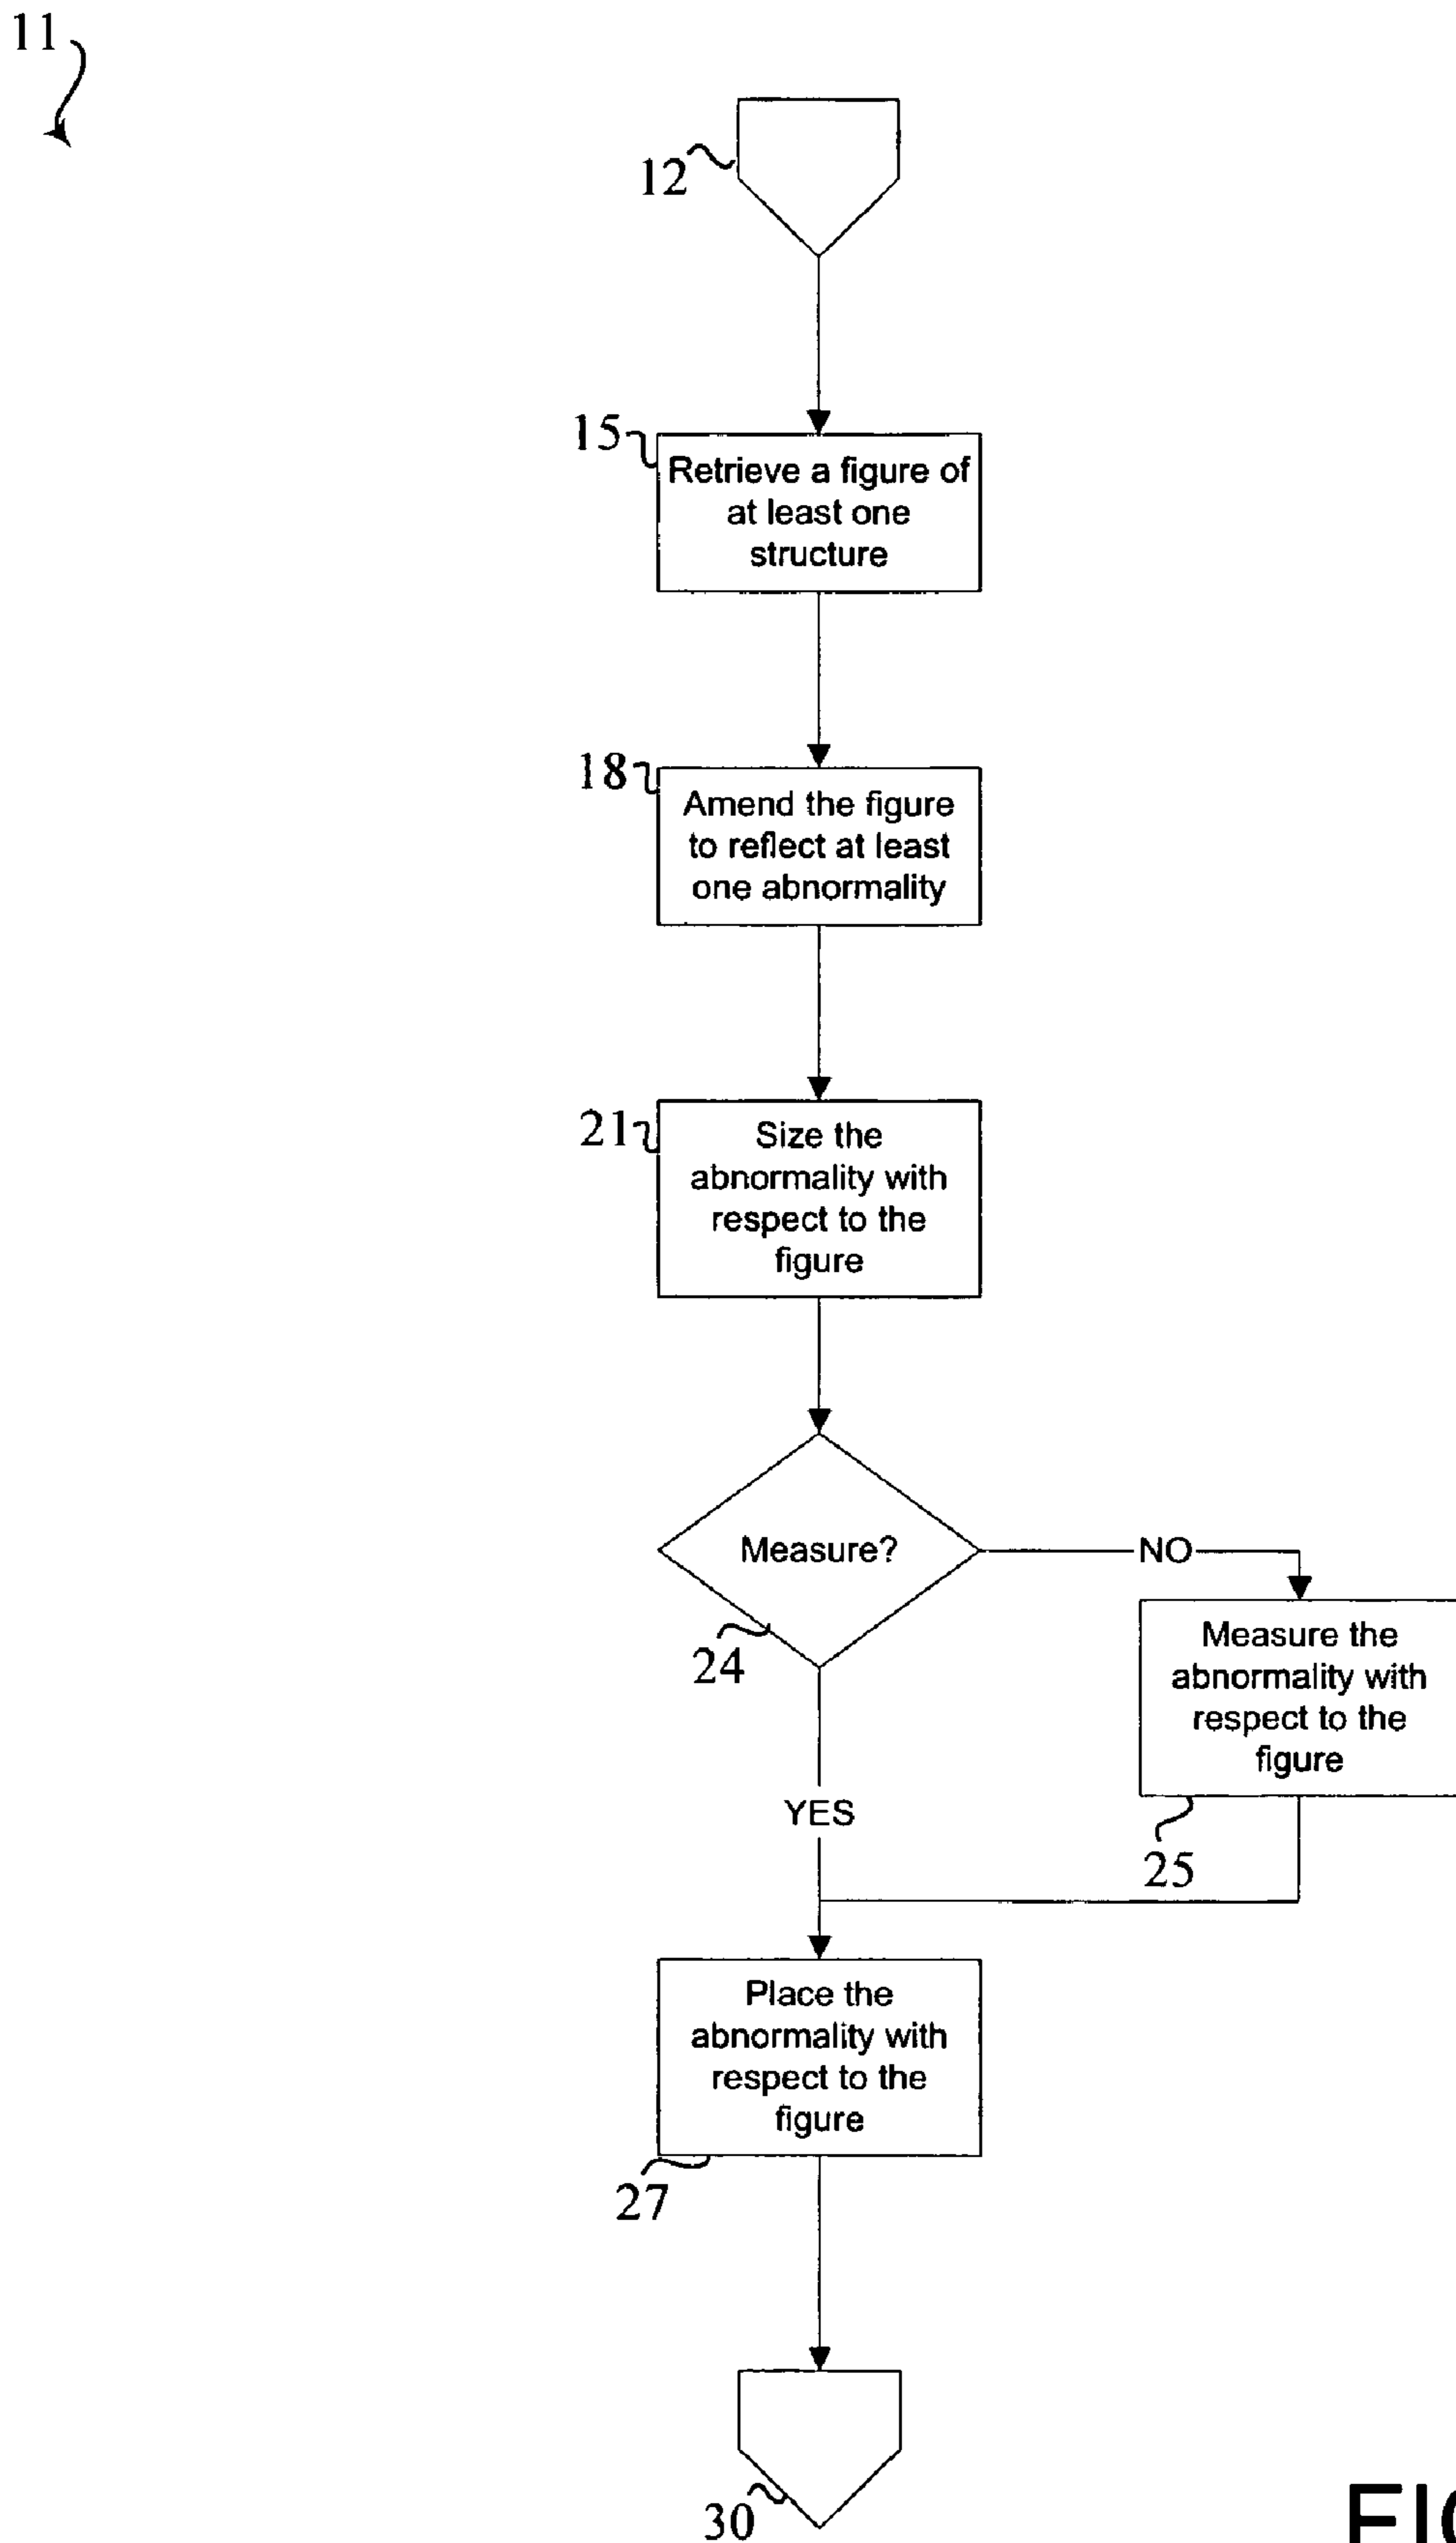 11
12
15
Retrieve a figure of
at least one
structure
18
Amend the figure
to reflect at least
one abnormality
21
Size the
abnormality with
respect to the
figure
Measure?
NO
24
Measure the
abnormality with
respect to the
figure
YES
25
Place the
abnormality with
respect to the
figure
27
30